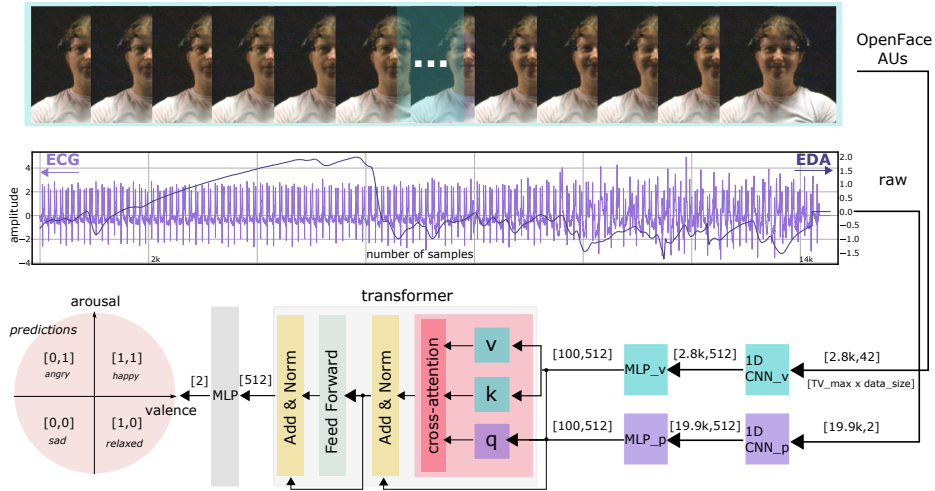 OpenFace
AUs
...
ECG
EDA
4
2
0
−2
−4
amplitude
2.0
1.5
1.0
0.5
0.0
−0.5
−1.0
−1.5
2k
number of samples
14k
raw
transformer
arousal
predictions
[0,1]
angry
[1,1]
happy
valence
[0,0]
sad
[1,0]
relaxed
[2]
MLP
[512]
Add & Norm
Feed Forward
Add & Norm
cross-attention
v
k
q
[100,512]
MLP_v
[2.8k,512]
1D
CNN_v
[2.8k,42]
[TV_max x data_size]
[100,512]
MLP_p
[19.9k,512]
1D
CNN_p
[19.9k,2]